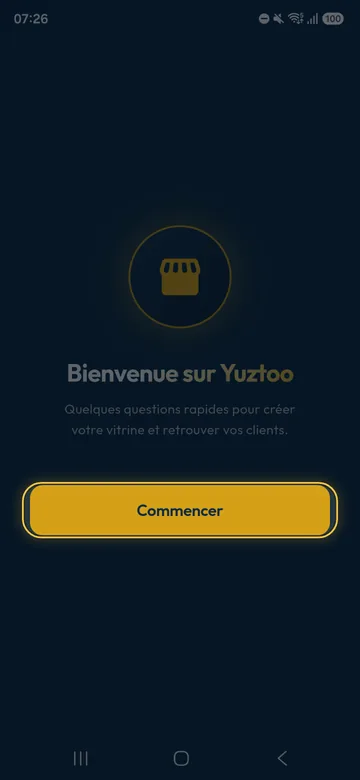 07:26
100
Bienvenue sur Yuztoo
Quelques questions rapides pour créer
votre vitrine et retrouver vos clients.
Commencer